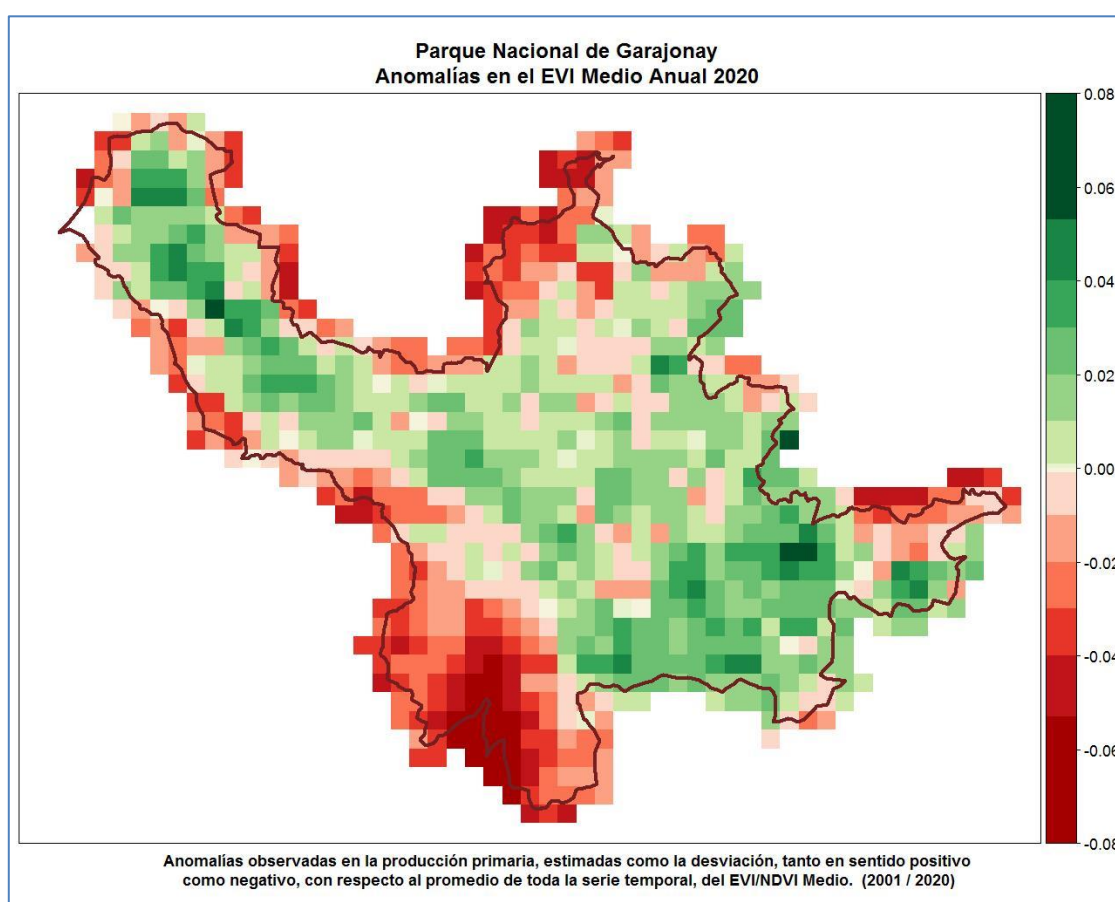 Parque Nacional de Garajonay
Anomalías en el EVI Medio Anual 2020
0.08
0.06
0.04
0.02
0.00
-0.02
-0.04
-0.06
-0.08
Anomalías observadas en la producción primaria, estimadas como la desviación, tanto en sentido positivo
como negativo, con respecto al promedio de toda la serie temporal, del EVI/NDVI Medio. (2001 / 2020)